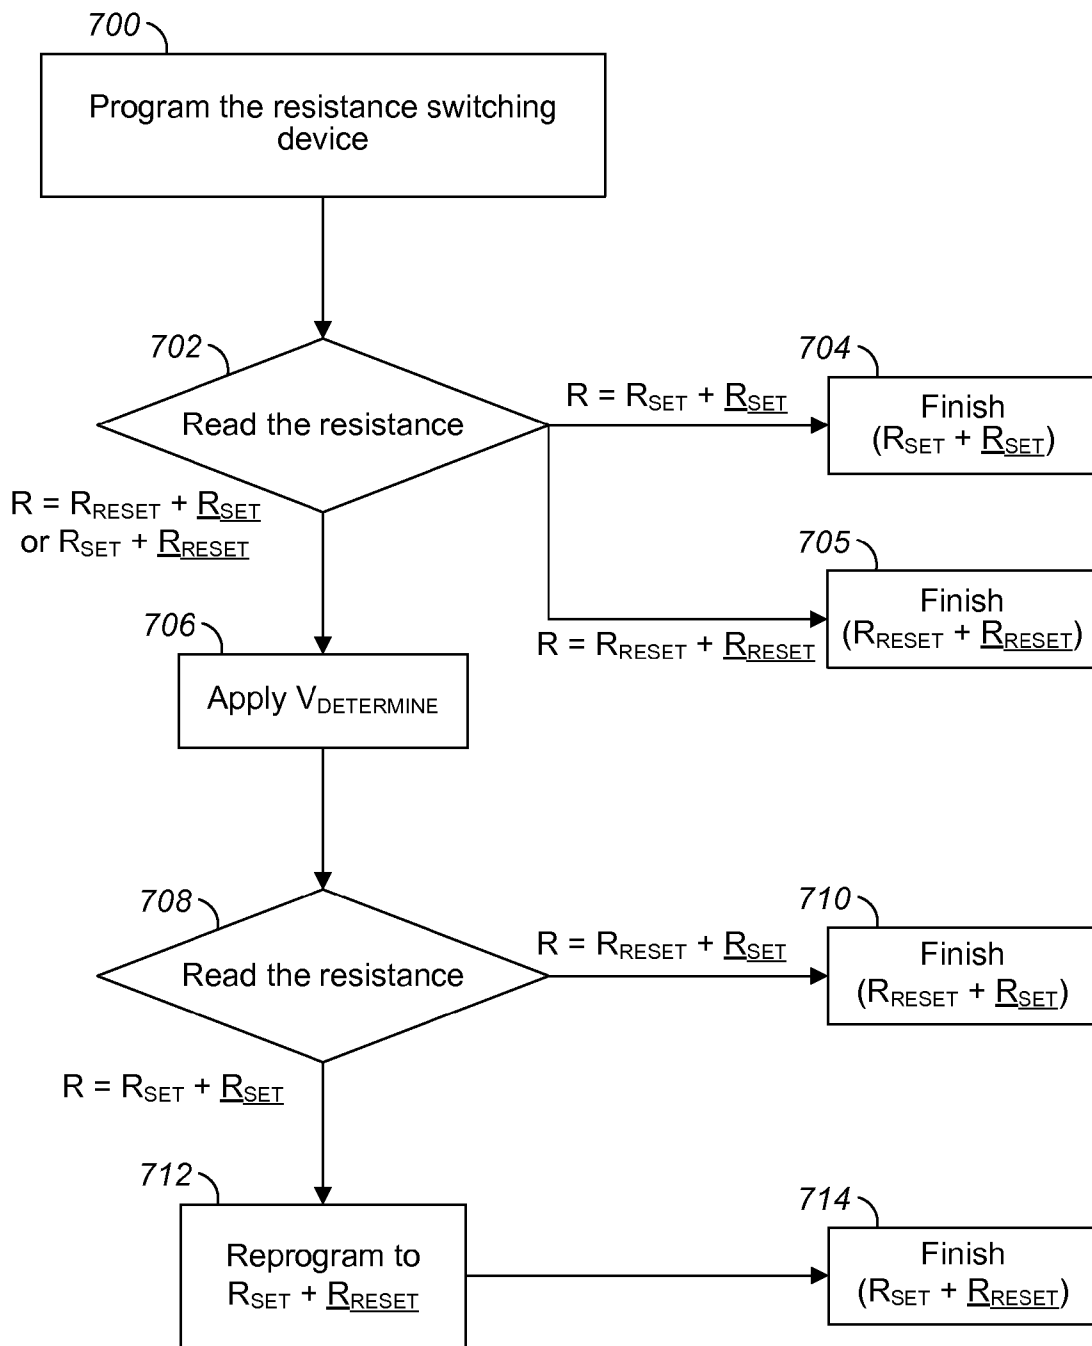 700
Program the resistance switching
device
702
Read the resistance
R = RSET + RSET
704
Finish
(RSET + RSET)
R = RRESET + RSET
or RSET + RRESET
705
Finish
(RRESET + RRESET)
R = RRESET + RRESET
706
Apply VDETERMINE
708
Read the resistance
R = RRESET + RSET
710
Finish
(RRESET + RSET)
R = RSET + RSET
712
Reprogram to
RSET + RRESET
714
Finish
(RSET + RRESET)